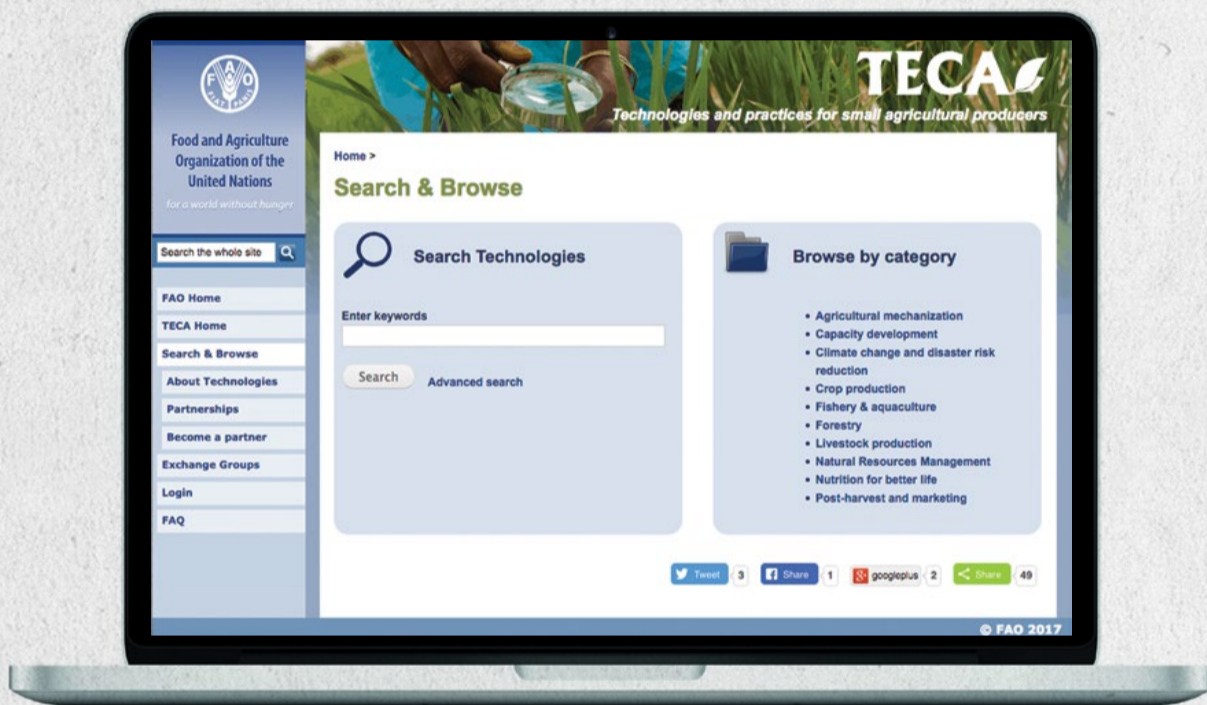 FAO
FIAT PANIS
Food and Agriculture
Organization of the
United Nations
for a world without hunger
TECA
Technologies and practices for small agricultural producers
Search the whole site
FAO Home
TECA Home
Search & Browse
About Technologies
Partnerships
Become a partner
Exchange Groups
Login
FAQ
Home >
Search & Browse
Search Technologies
Enter keywords
Search
Advanced search
Browse by category
• Agricultural mechanization
• Capacity development
• Climate change and disaster risk
reduction
• Crop production
• Fishery & aquaculture
• Forestry
• Livestock production
• Natural Resources Management
• Nutrition for better life
• Post-harvest and marketing
Tweet 3 Share 1 googleplus 2 Share 49
© FAO 2017